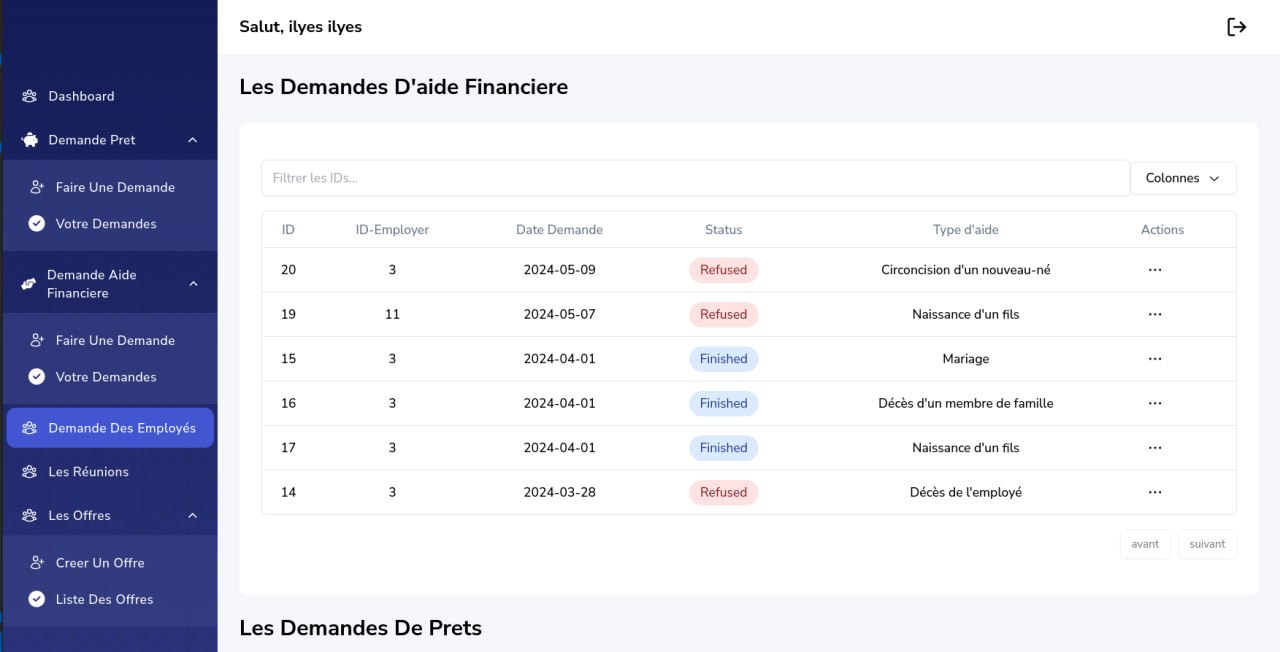 Salut, ilyes ilyes
Dashboard
Demande Pret
Faire Une Demande
Votre Demandes
Demande Aide
Financiere
Faire Une Demande
Votre Demandes
Demande Des Employés
Les Réunions
Les Offres
Creer Un Offre
Liste Des Offres
Les Demandes D'aide Financiere
Filtrer les IDs...
Colonnes
ID ID-Employer Date Demande Status Type d'aide Actions
20 3 2024-05-09 Refused Circoncision d'un nouveau-né ...
19 11 2024-05-07 Refused Naissance d'un fils ...
15 3 2024-04-01 Finished Mariage ...
16 3 2024-04-01 Finished Décès d'un membre de famille ...
17 3 2024-04-01 Finished Naissance d'un fils ...
14 3 2024-03-28 Refused Décès de l'employé ...
avant suivant
Les Demandes De Prets